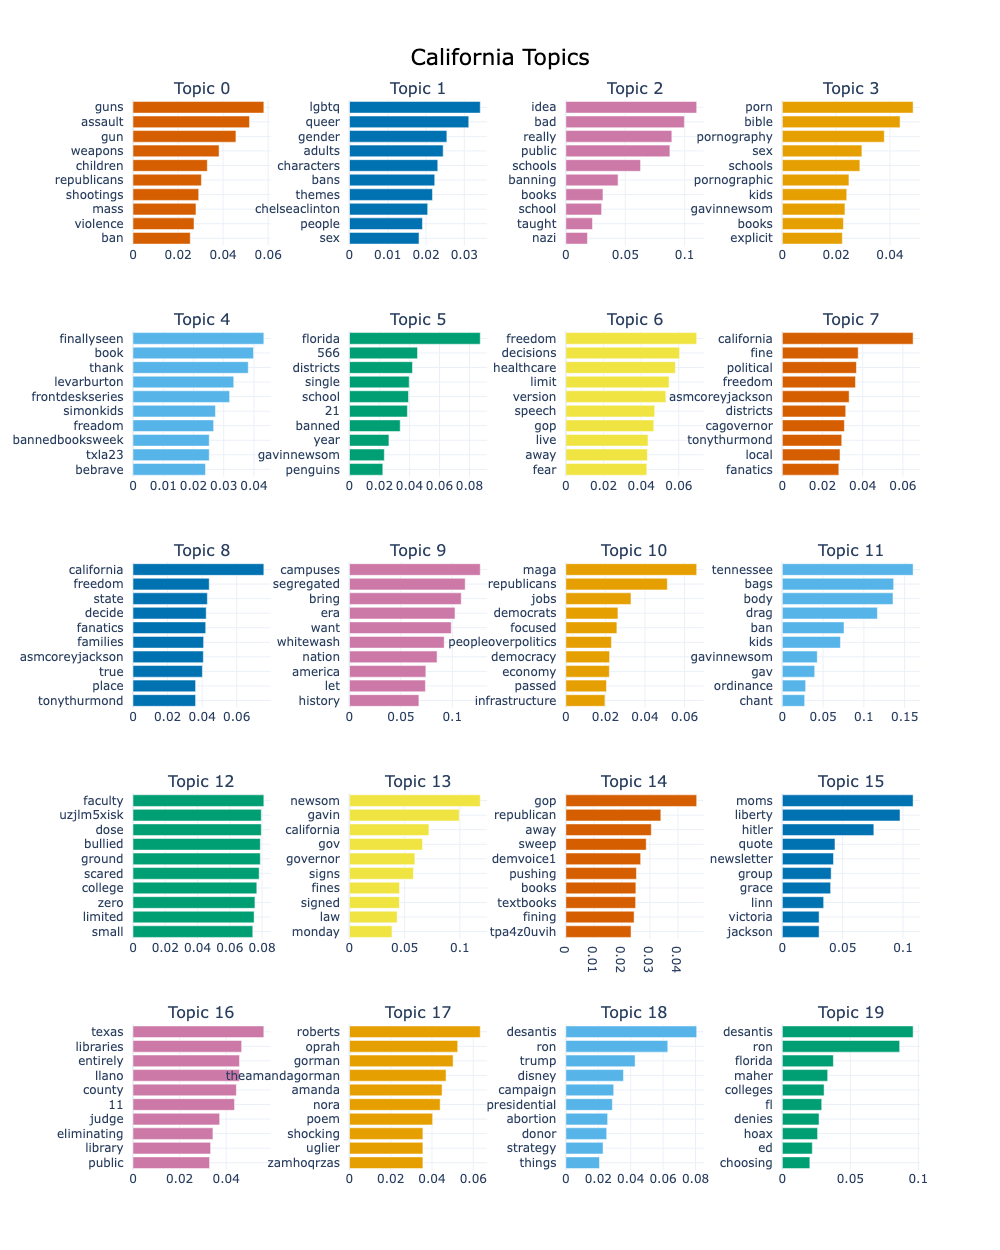 California Topics
Topic 0
guns
assault
gun
weapons
children
republicans
shootings
mass
violence
ban
0 0.02 0.04 0.06
Topic 1
lgbtq
queer
gender
adults
characters
bans
themes
chelseaclinton
people
sex
0 0.01 0.02 0.03
Topic 2
idea
bad
really
public
schools
banning
books
school
taught
nazi
0 0.05 0.1
Topic 3
porn
bible
pornography
sex
schools
pornographic
kids
gavinnewsom
books
explicit
0 0.02 0.04
Topic 4
finallyseen
book
thank
levarburton
frontdeskseries
simonkids
freadom
bannedbooksweek
txla23
bebrave
0 0.01 0.02 0.03 0.04
Topic 5
florida
566
districts
single
school
21
banned
year
gavinnewsom
penguins
0 0.02 0.04 0.06 0.08
Topic 6
freedom
decisions
healthcare
limit
version
speech
gop
live
away
fear
0 0.02 0.04 0.06
Topic 7
california
fine
political
freedom
asmcoreyjackson
districts
cagovernor
tonythurmond
local
fanatics
0 0.02 0.04 0.06
Topic 8
california
freedom
state
decide
fanatics
families
asmcoreyjackson
true
place
tonythurmond
0 0.02 0.04 0.06
Topic 9
campuses
segregated
bring
era
want
whitewash
nation
america
let
history
0 0.05 0.1
Topic 10
maga
republicans
jobs
democrats
focused
peopleoverpolitics
democracy
economy
passed
infrastructure
0 0.02 0.04 0.06
Topic 11
tennessee
bags
body
drag
ban
kids
gavinnewsom
gav
ordinance
chant
0 0.05 0.1 0.15
Topic 12
faculty
uzjlm5xisk
dose
bullied
ground
scared
college
zero
limited
small
0 0.02 0.04 0.06 0.08
Topic 13
newsom
gavin
california
gov
governor
signs
fines
signed
law
monday
0 0.05 0.1
Topic 14
gop
republican
away
sweep
demvoice1
pushing
books
textbooks
fining
tpa4z0uvih
0 0.01 0.02 0.03 0.04
Topic 15
moms
liberty
hitler
quote
newsletter
group
grace
linn
victoria
jackson
0 0.05 0.1
Topic 16
texas
libraries
entirely
llano
county
11
judge
eliminating
library
public
0 0.02 0.04
Topic 17
roberts
oprah
gorman
theamandagorman
amanda
nora
poem
shocking
uglier
zamhoqrzas
0 0.02 0.04 0.06
Topic 18
desantis
ron
trump
disney
campaign
presidential
abortion
donor
strategy
things
0 0.02 0.04 0.06 0.08
Topic 19
desantis
ron
florida
maher
colleges
fl
denies
hoax
ed
choosing
0 0.05 0.1